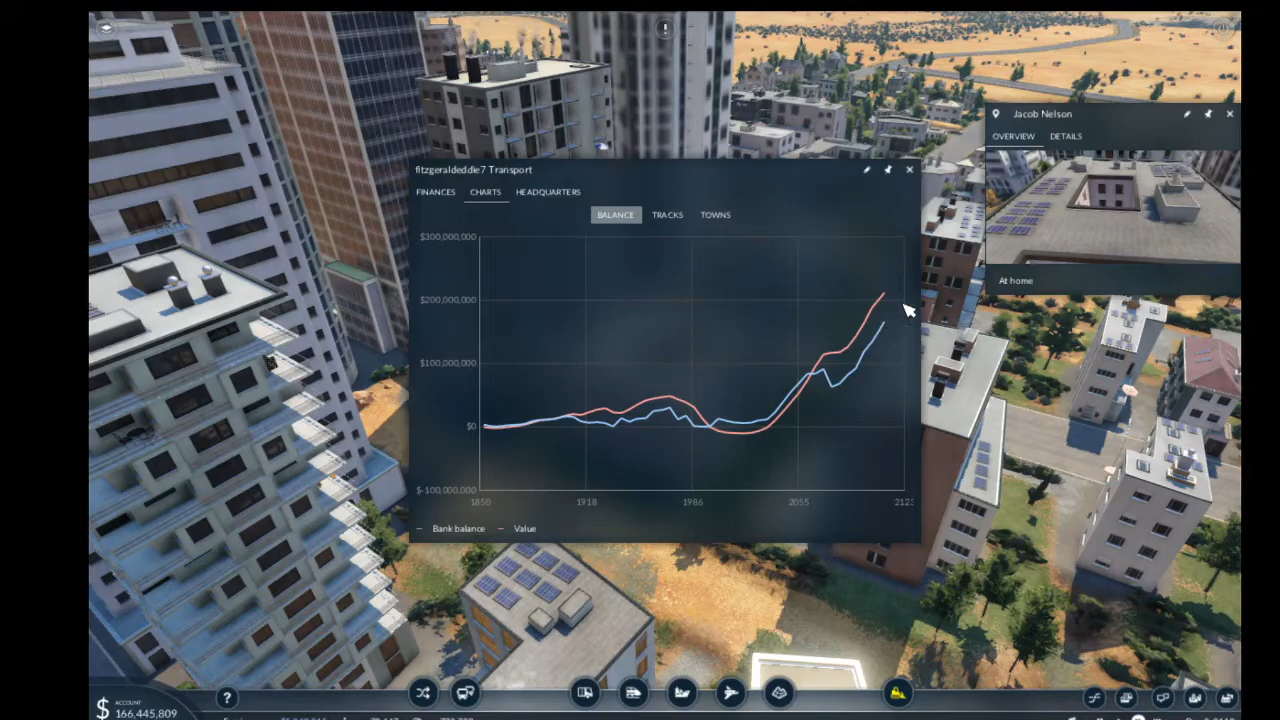 Jacob Nelson
OVERVIEW DETAILS
At home
fitzgeraldeddie7 Transport
FINANCES CHARTS HEADQUARTERS
BALANCE TRACKS TOWNS
$300,000,000
$200,000,000
$100,000,000
$0
$-100,000,000
1850 1918 1986 2055 2123
Bank balance Value
$ ACCOUNT
166,445,809
?